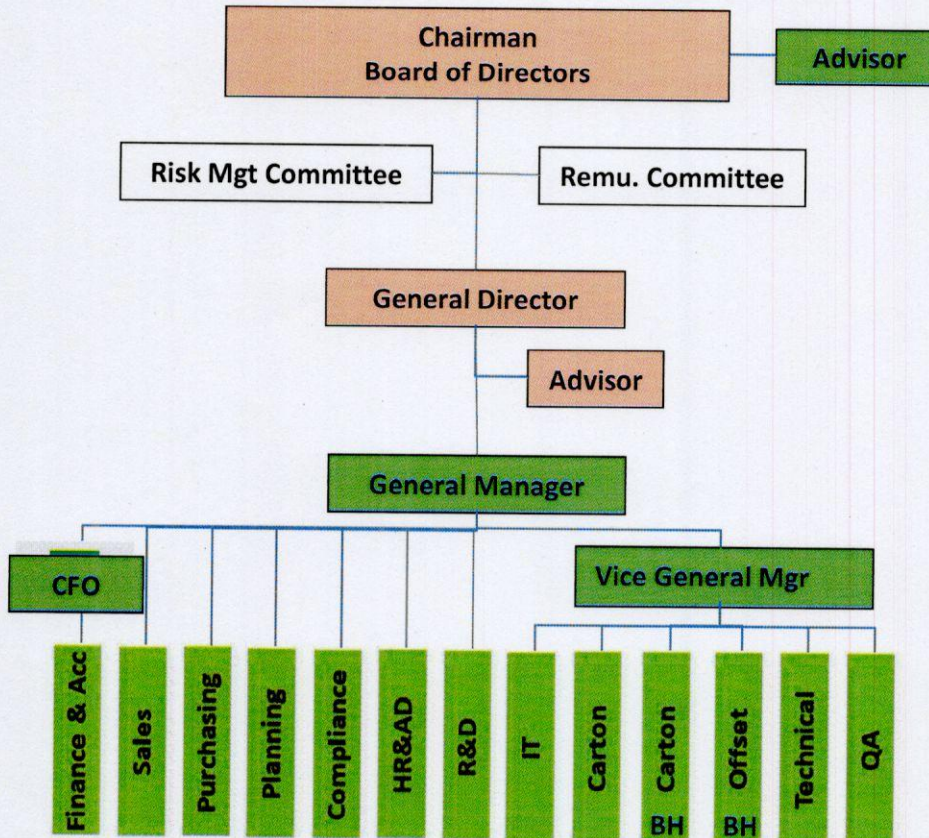 Chairman
Board of Directors
Advisor
Risk Mgt Committee
Remu. Committee
General Director
Advisor
General Manager
CFO
Vice General Mgr
Finance & Acc
Sales
Purchasing
Planning
Compliance
HR&AD
R&D
IT
Carton
Carton
BH
Offset
BH
Technical
QA